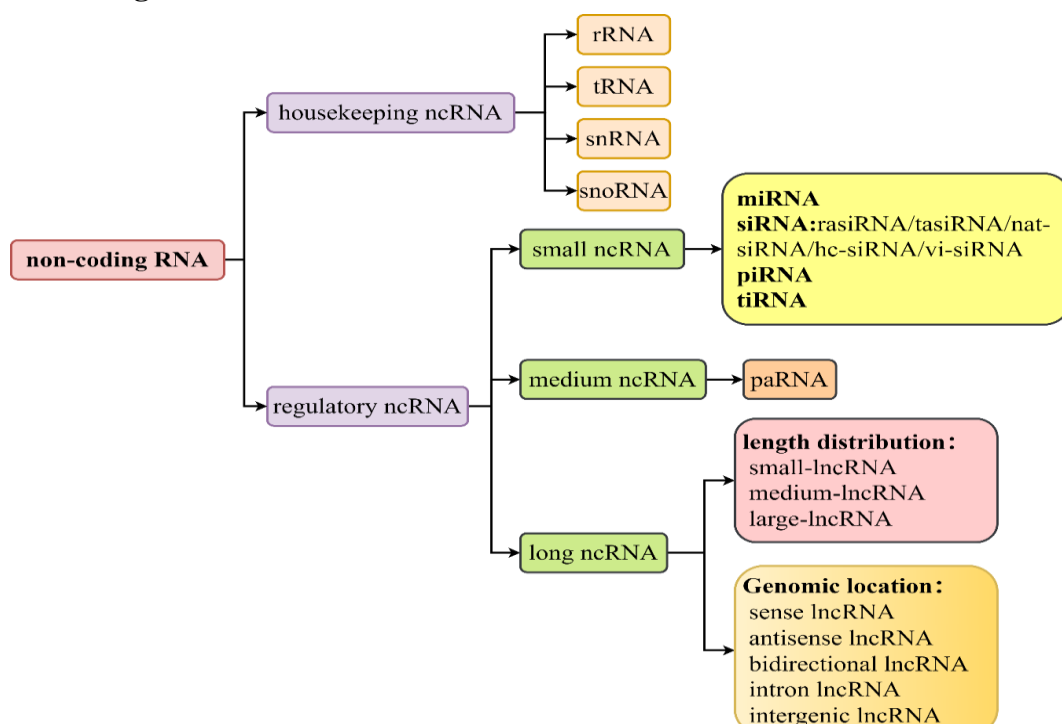 rRNA
tRNA
housekeeping ncRNA
snRNA
snoRNA
miRNA
siRNA:rasiRNA/tasiRNA/nat-
siRNA/hc-siRNA/vi-siRNA
piRNA
tiRNA
small ncRNA
non-coding RNA
medium ncRNA
paRNA
regulatory ncRNA
length distribution:
small-lncRNA
medium-lncRNA
large-lncRNA
long ncRNA
Genomic location:
sense lncRNA
antisense lncRNA
bidirectional lncRNA
intron lncRNA
intergenic lncRNA